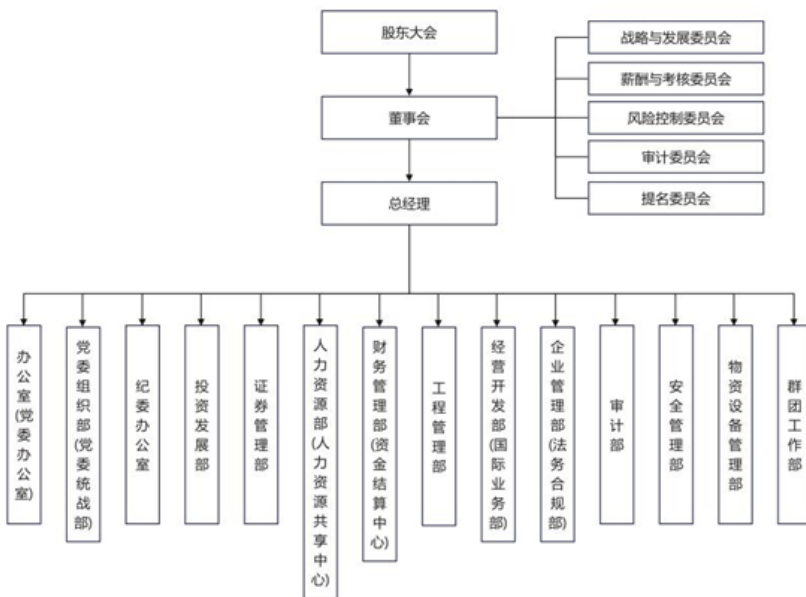 股东大会
董事会
总经理
战略与发展委员会
薪酬与考核委员会
风险控制委员会
审计委员会
提名委员会
办公室(党委办公室)
党委组织部(党委统战部)
纪委办公室
投资发展部
证券管理部
人力资源部(人力资源共享中心)
财务管理部(资金结算中心)
工程管理部
经营开发部(国际业务部)
企业管理部(法务合规部)
审计部
安全管理部
物资设备管理部
群团工作部